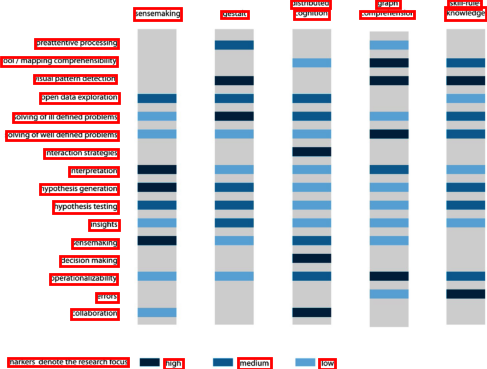 distributed graph skill-rule-
sensemaking gestalt cognition comprehension knowledge
preattentive processing
tool / mapping comprehensibility
visual pattern detection
open data exploration
solving of ill defined problems
solving of well defined problems
interaction strategies
interpretation
hypothesis generation
hypothesis testing
insights
sensemaking
decision making
operationalizability
errors
collaboration
markers denote the research focus high medium low